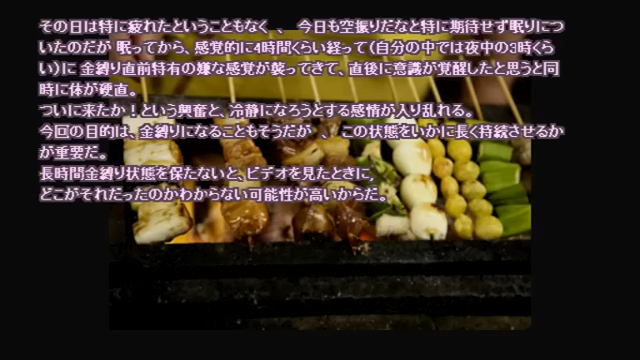 その日は特に疲れたということもなく 、 今日も空振りだなと特に期待せず眠りにつ
いたのだが 眠ってから、感覚的に4時間くらい経って（自分の中では夜中の3時くら
い）に 金縛り直前特有の嫌な感覚が襲ってきて、直後に意識が覚醒したと思うと同
時に体が硬直。
ついに来たか！という興奮と、冷静になろうとする感情が入り乱れる。
今回の目的は、金縛りになることもそうだが 、 この状態をいかに長く持続させるか
が重要だ。
長時間金縛り状態を保たないと、ビデオを見たときに,
どこがそれだったのかわからない可能性が高いからだ。